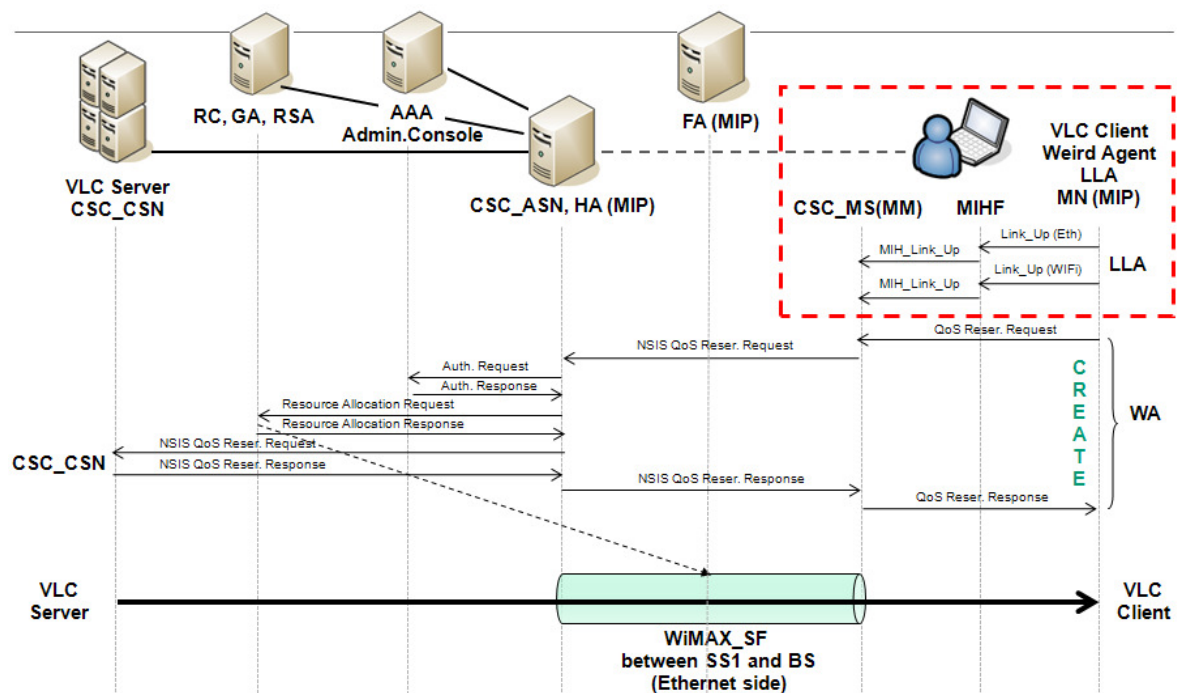 RC, GA, RSA
AAA
Admin.Console
FA (MIP)
VLC Server
CSC_CSN
CSC_ASN, HA (MIP)
VLC Client
Weird Agent
LLA
MN (MIP)
CSC_MS(MM)
MIHF
Link_Up (Eth)
MIH_Link_Up
LLA
Link_Up (WIFi)
MIH_Link_Up
QoS Reser. Request
NSIS QoS Reser. Request
Auth. Request
Auth. Response
Resource Allocation Request
Resource Allocation Response
NSIS QoS Reser. Request
CSC_CSN
NSIS QoS Reser. Response
NSIS QoS Reser. Response
QoS Reser. Response
CREATE
WA
VLC
Server
VLC
Client
WiMAX_SF
between SS1 and BS
(Ethernet side)